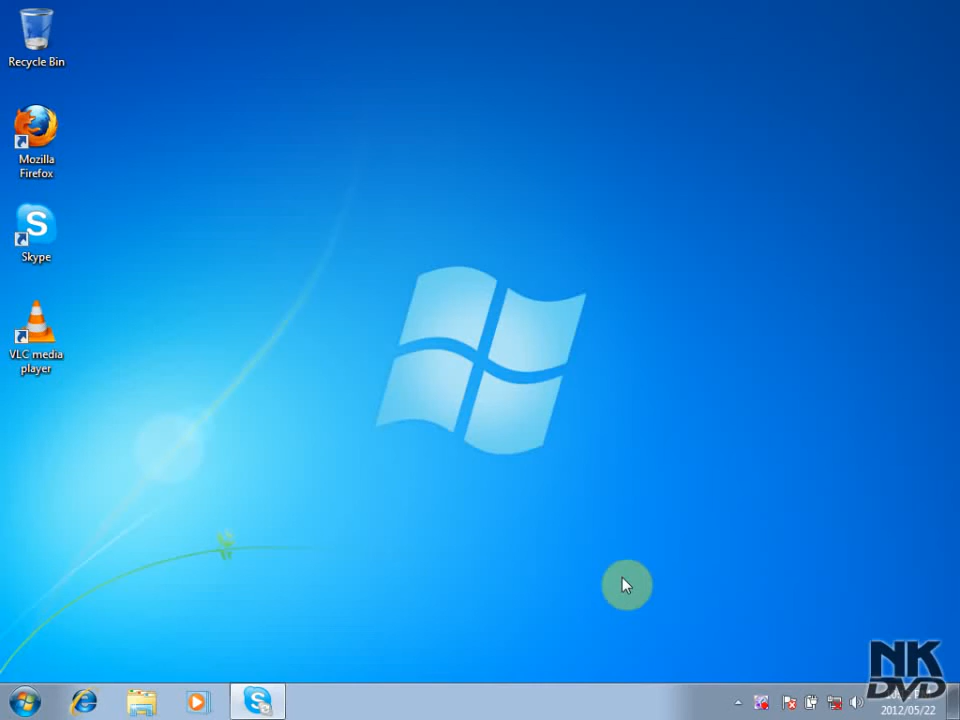 Recycle Bin
Mozilla
Firefox
S
Skype
VLC media
player
NK
DVD
2012/05/22